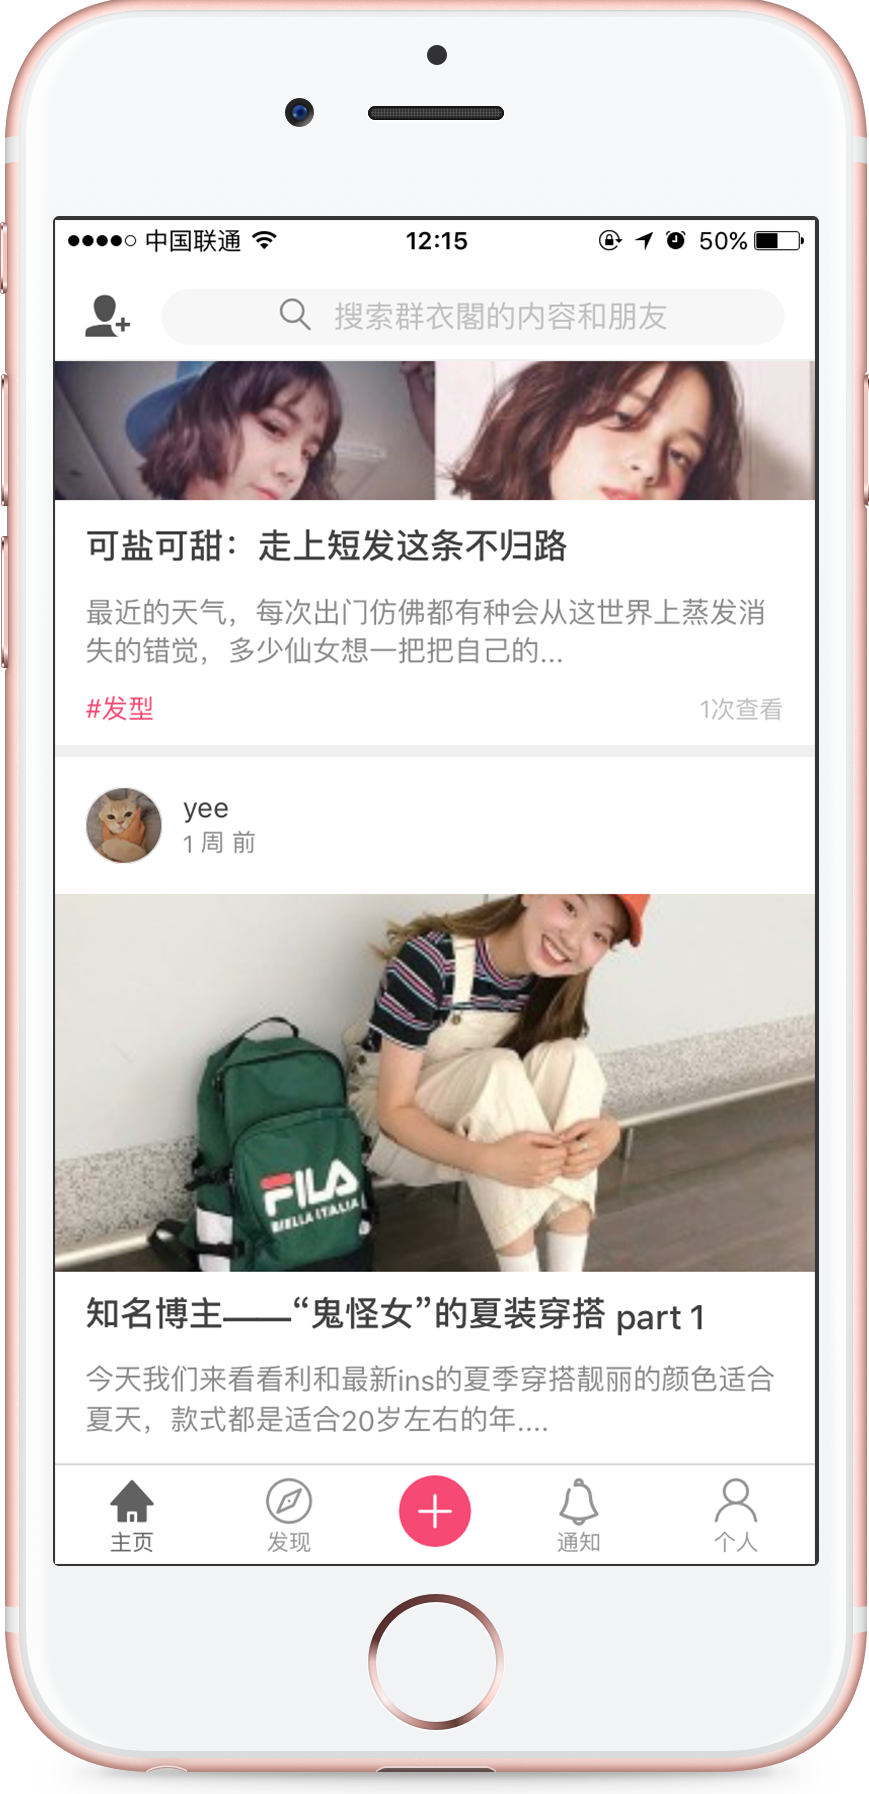 中国联通 12:15 50%
搜索群衣閣的内容和朋友
可盐可甜：走上短发这条不归路
最近的天气，每次出门仿佛都有种会从这世界上蒸发消
失的错觉，多少仙女想一把把自己的...
#发型 1次查看
yee
1 周 前
FILA
BIELLA ITALIA
知名博主——“鬼怪女”的夏装穿搭 part 1
今天我们来看看利和最新ins的夏季穿搭靓丽的颜色适合
夏天，款式都是适合20岁左右的年....
主页 发现 通知 个人